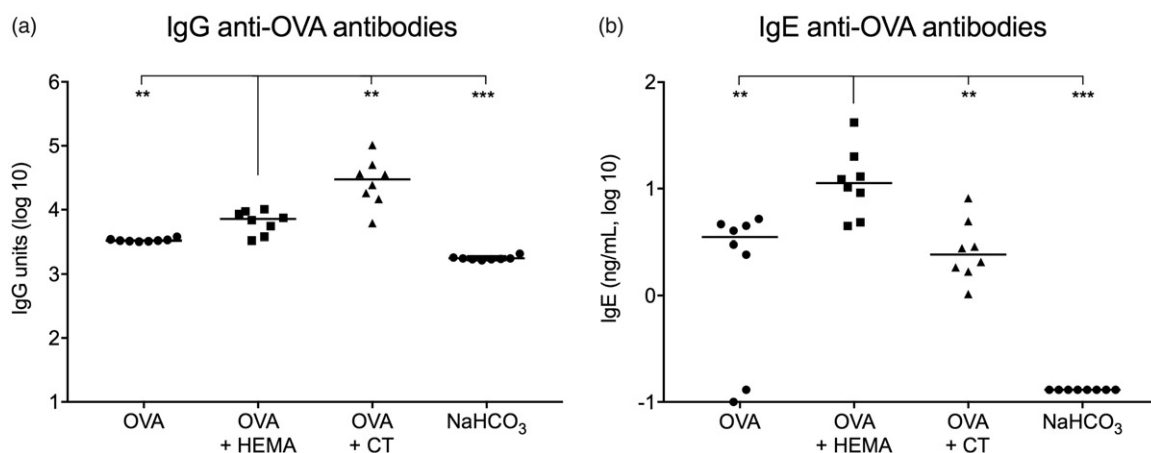 (a)
IgG anti-OVA antibodies
** ** ***
6
5
4
3
2
1
IgG units (log 10)
OVA OVA OVA NaHCO₃
+ HEMA + CT
(b)
IgE anti-OVA antibodies
** ** ***
2
1
0
-1
IgE (ng/mL, log 10)
OVA OVA OVA NaHCO₃
+ HEMA + CT